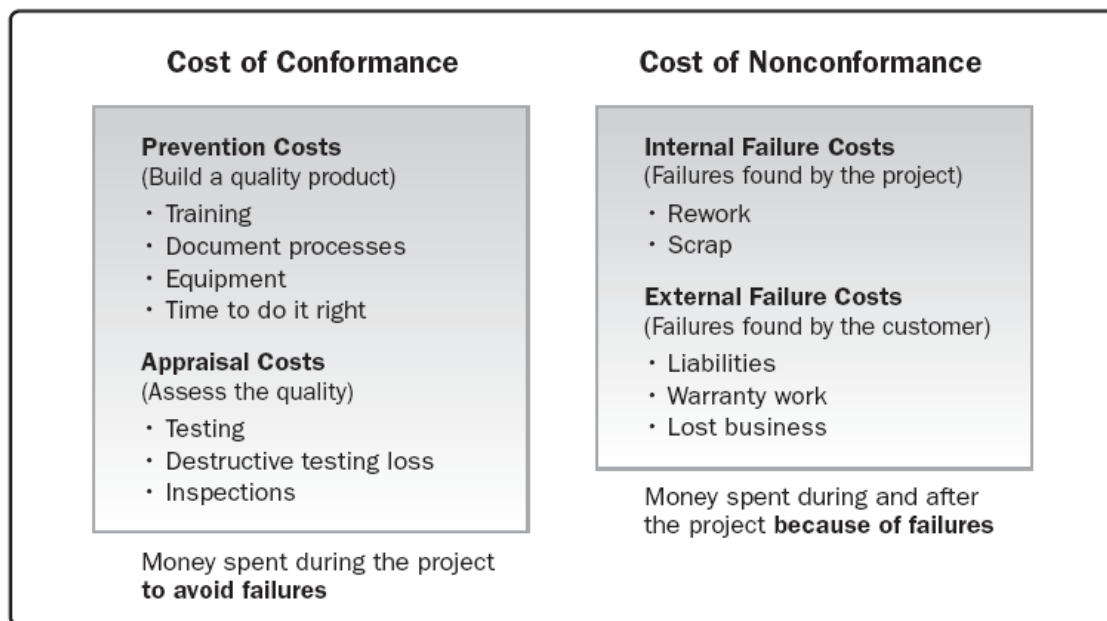 Cost of Conformance
Prevention Costs
(Build a quality product)
• Training
• Document processes
• Equipment
• Time to do it right
Appraisal Costs
(Assess the quality)
• Testing
• Destructive testing loss
• Inspections
Money spent during the project
to avoid failures
Cost of Nonconformance
Internal Failure Costs
(Failures found by the project)
• Rework
• Scrap
External Failure Costs
(Failures found by the customer)
• Liabilities
• Warranty work
• Lost business
Money spent during and after
the project because of failures